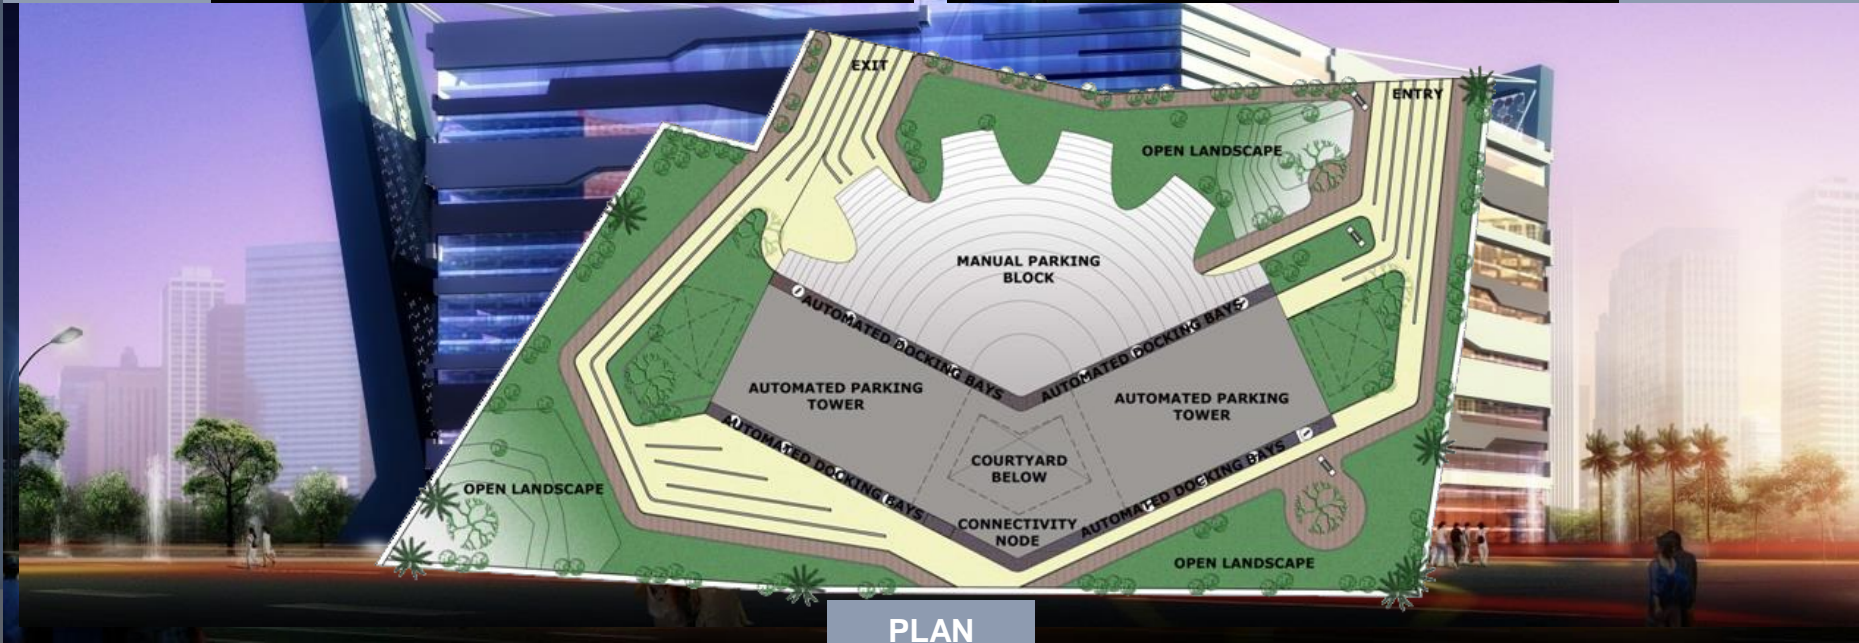 EXIT
ENTRY
OPEN LANDSCAPE
MANUAL PARKING
BLOCK
AUTOMATED DOCKING BAYS
AUTOMATED DOCKING BAYS
AUTOMATED PARKING
TOWER
AUTOMATED PARKING
TOWER
AUTOMATED DOCKING BAYS
COURTYARD
BELOW
AUTOMATED DOCKING BAYS
OPEN LANDSCAPE
CONNECTIVITY
NODE
OPEN LANDSCAPE
PLAN